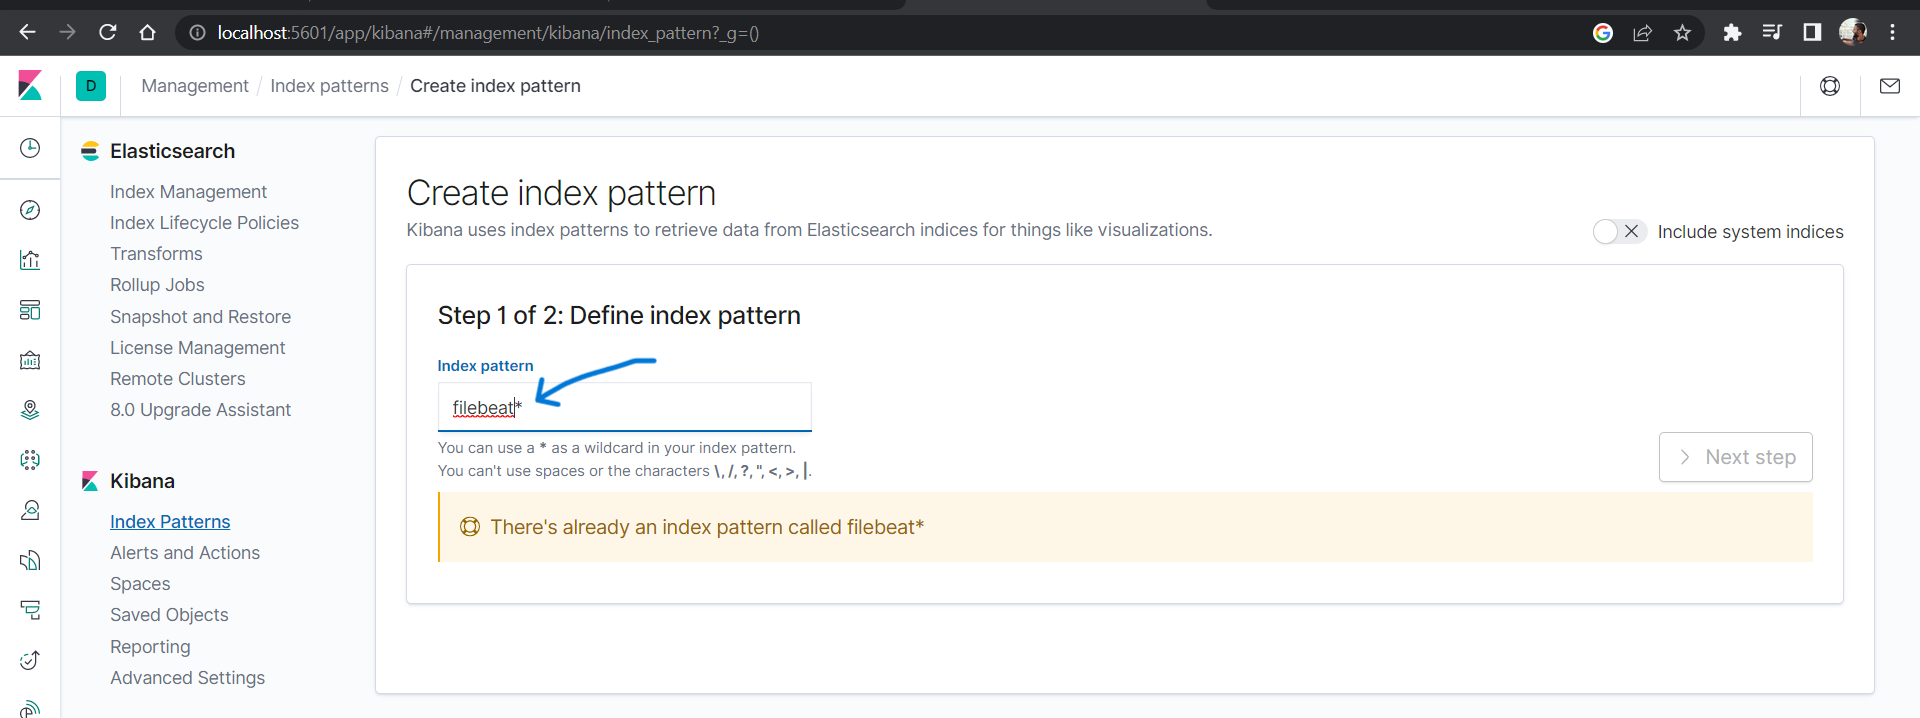 localhost:5601/app/kibana#/management/kibana/index_pattern?_g=()
D
Management / Index patterns / Create index pattern
Elasticsearch
Index Management
Index Lifecycle Policies
Transforms
Rollup Jobs
Snapshot and Restore
License Management
Remote Clusters
8.0 Upgrade Assistant
Kibana
Index Patterns
Alerts and Actions
Spaces
Saved Objects
Reporting
Advanced Settings
Create index pattern
Kibana uses index patterns to retrieve data from Elasticsearch indices for things like visualizations.
Include system indices
Step 1 of 2: Define index pattern
Index pattern
filebeat*
You can use a * as a wildcard in your index pattern.
You can't use spaces or the characters \, /, ?, ", <, >, |.
Next step
There's already an index pattern called filebeat*